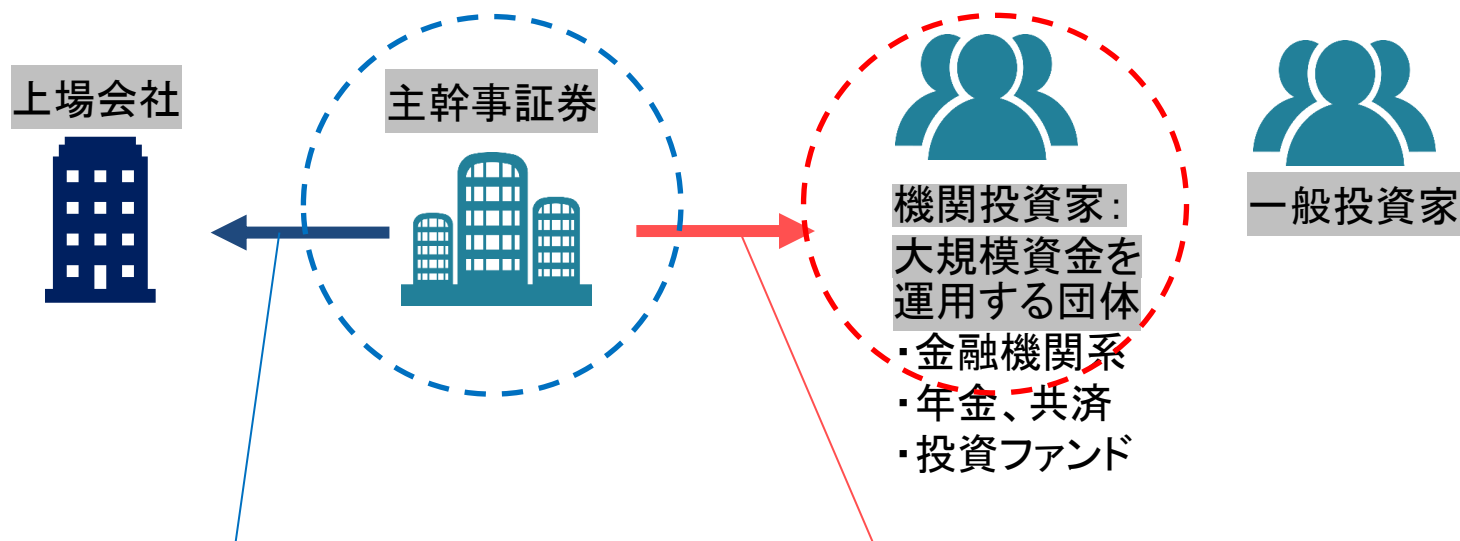 上場会社
主幹事証券
機関投資家：
大規模資金を
運用する団体
・金融機関系
・年金、共済
・投資ファンド
一般投資家